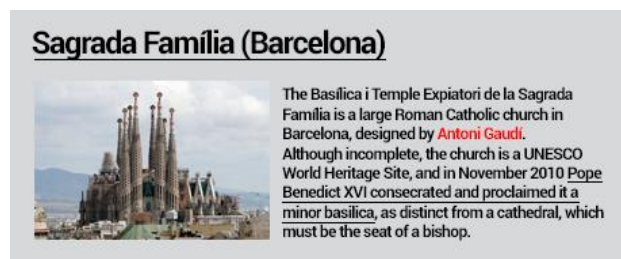 Sagrada Família (Barcelona)
The Basílica i Temple Expiatori de la Sagrada
Família is a large Roman Catholic church in
Barcelona, designed by Antoni Gaudí.
Although incomplete, the church is a UNESCO
World Heritage Site, and in November 2010 Pope
Benedict XVI consecrated and proclaimed it a
minor basilica, as distinct from a cathedral, which
must be the seat of a bishop.